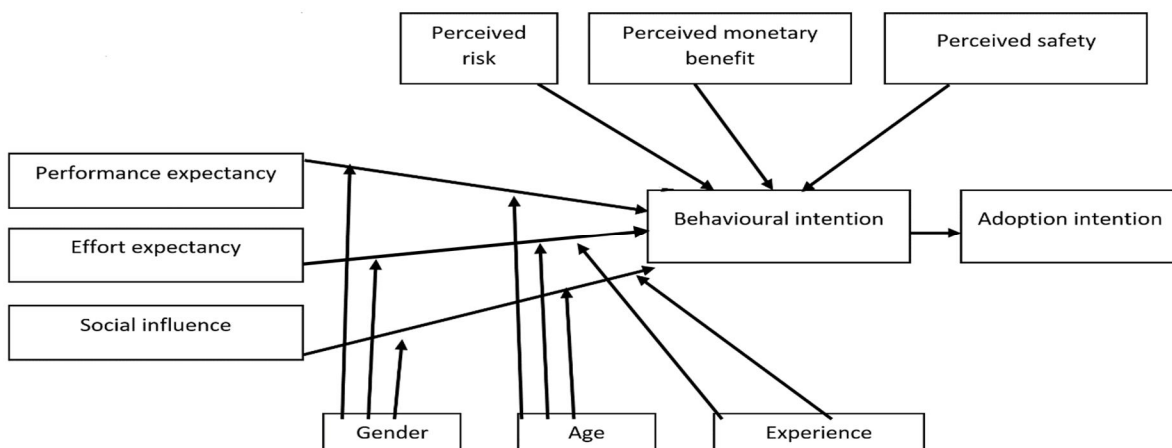 Perceived
risk
Perceived monetary
benefit
Perceived safety
Performance expectancy
Effort expectancy
Social influence
Behavioural intention
Adoption intention
Gender
Age
Experience